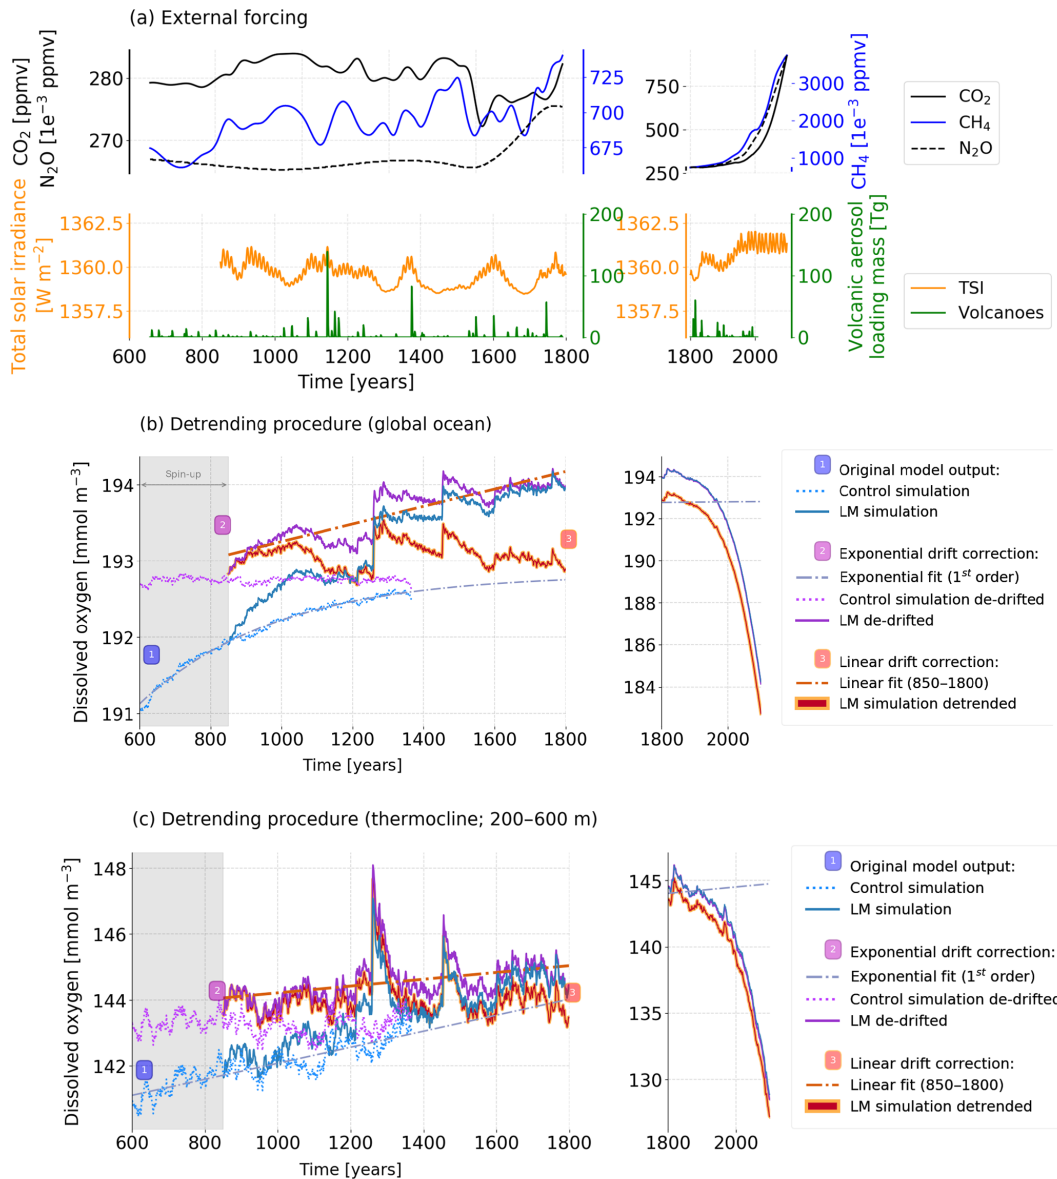 (a) External forcing
CO2 [ppmv]
N2O [1e−3 ppmv]
280
270
725
700
675
750
500
250
3000
2000
1000
CH4 [1e−3 ppmv]
CO2
CH4
N2O
Total solar irradiance
[W m−2]
1362.5
1360.0
1357.5
200
100
0
1362.5
1360.0
1357.5
200
100
0
Volcanic aerosol
loading mass [Tg]
TSI
Volcanoes
600 800 1000 1200 1400 1600 1800
1800 2000
Time [years]
(b) Detrending procedure (global ocean)
Dissolved oxygen [mmol m−3]
194
193
192
191
Spin-up
1
2
3
194
192
190
188
186
184
600 800 1000 1200 1400 1600 1800
1800 2000
Time [years]
1 Original model output:
Control simulation
LM simulation
2 Exponential drift correction:
Exponential fit (1st order)
Control simulation de-drifted
LM de-drifted
3 Linear drift correction:
Linear fit (850–1800)
LM simulation detrended
(c) Detrending procedure (thermocline; 200–600 m)
Dissolved oxygen [mmol m−3]
148
146
144
142
1
2
3
145
140
135
130
600 800 1000 1200 1400 1600 1800
1800 2000
Time [years]
1 Original model output:
Control simulation
LM simulation
2 Exponential drift correction:
Exponential fit (1st order)
Control simulation de-drifted
LM de-drifted
3 Linear drift correction:
Linear fit (850–1800)
LM simulation detrended